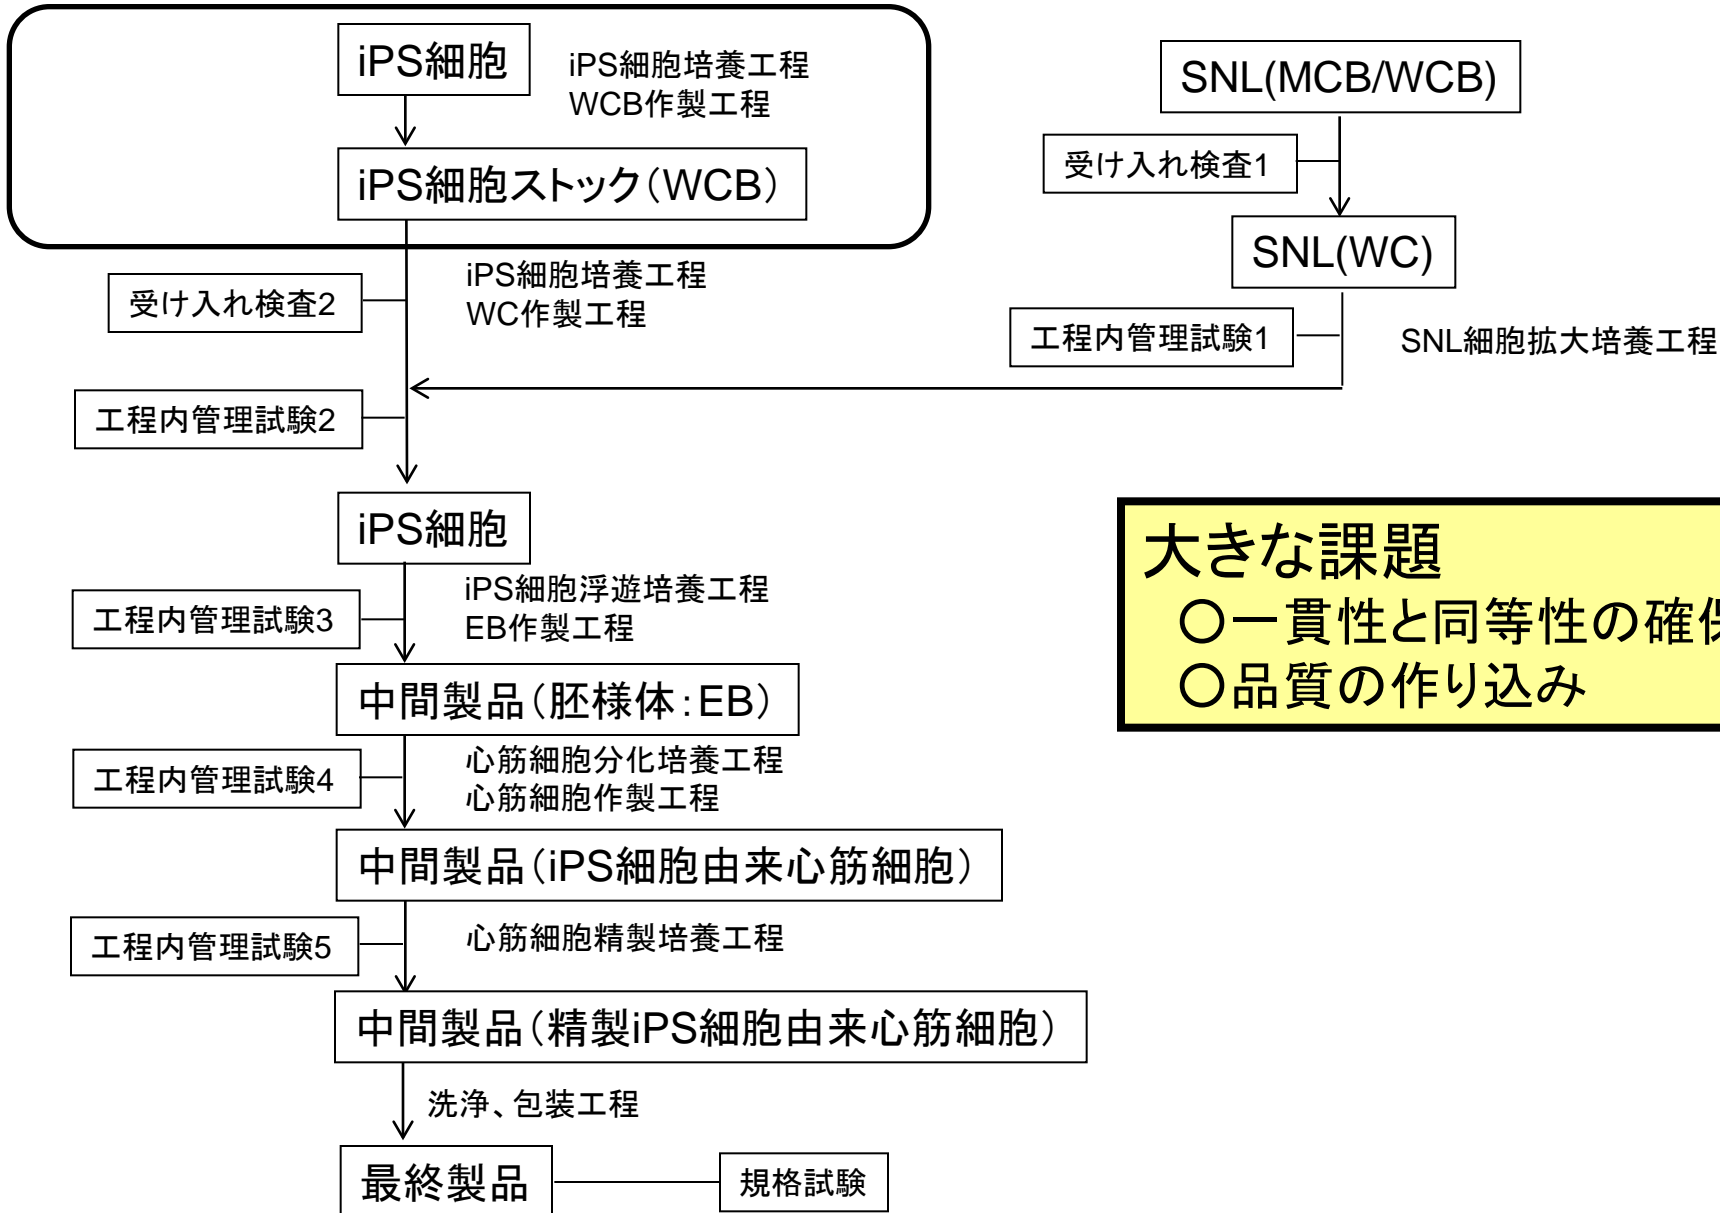 iPS細胞
iPS細胞培養工程
WCB作製工程
iPS細胞ストック(WCB)
SNL(MCB/WCB)
受け入れ検査1
SNL(WC)
工程内管理試験1
SNL細胞拡大培養工程
受け入れ検査2
iPS細胞培養工程
WC作製工程
工程内管理試験2
iPS細胞
工程内管理試験3
iPS細胞浮遊培養工程
EB作製工程
中間製品(胚様体:EB)
工程内管理試験4
心筋細胞分化培養工程
心筋細胞作製工程
中間製品(iPS細胞由来心筋細胞)
工程内管理試験5
心筋細胞精製培養工程
中間製品(精製iPS細胞由来心筋細胞)
洗浄、包装工程
最終製品
規格試験
大きな課題
○一貫性と同等性の確保
○品質の作り込み